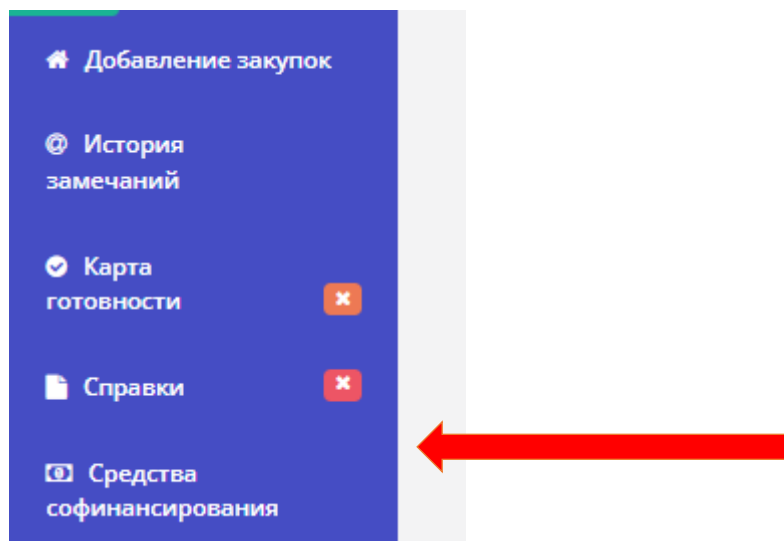 Добавление закупок
История
замечаний
Карта
готовности
Справки
Средства
софинансирования